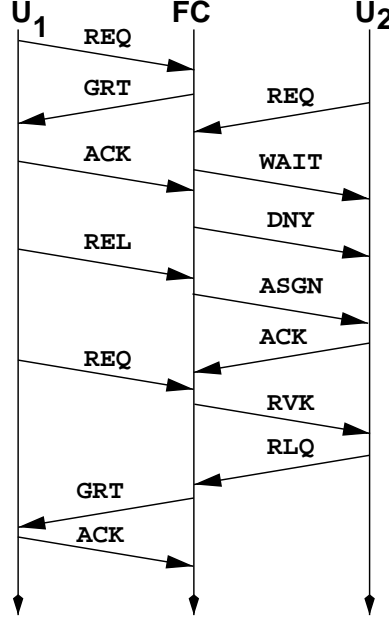 U1 FC U2
REQ
GRT
REQ
ACK
WAIT
DNY
REL
ASGN
ACK
REQ
RVK
RLQ
GRT
ACK